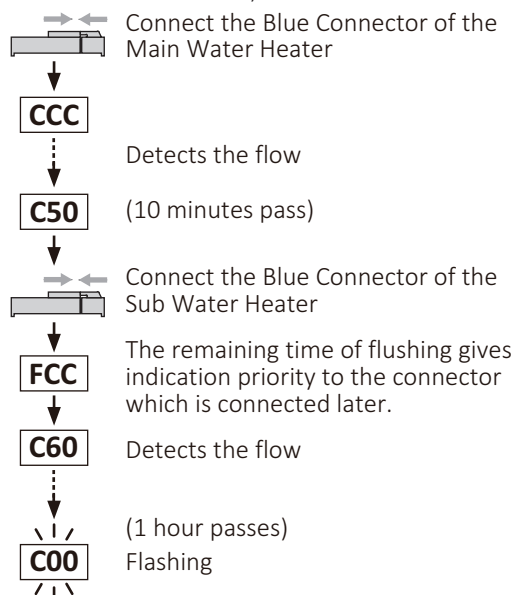 Connect the Blue Connector of the
Main Water Heater
CCC
Detects the flow
C50
(10 minutes pass)
Connect the Blue Connector of the
Sub Water Heater
FCC
The remaining time of flushing gives
indication priority to the connector
which is connected later.
C60
Detects the flow
(1 hour passes)
C00
Flashing